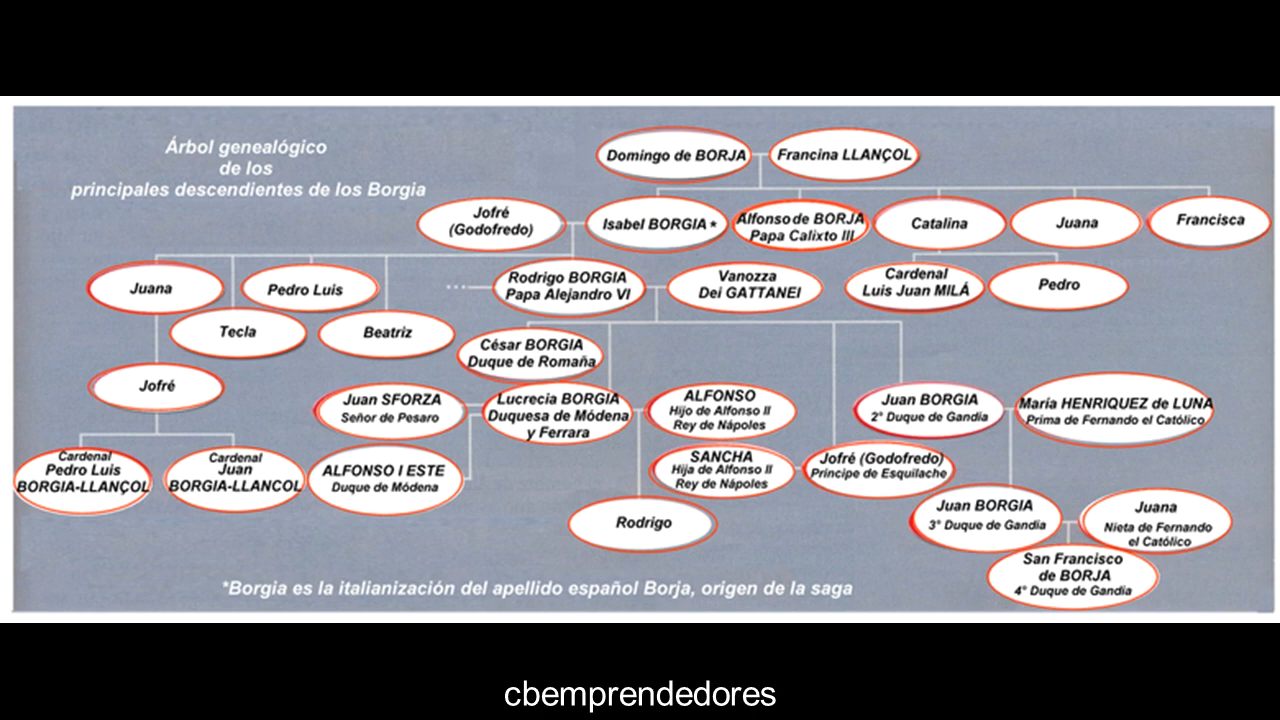 Árbol genealógico
de los
principales descendientes de los Borgia
Domingo de BORJA
Francina LLANÇOL
Jofré
(Godofredo)
Isabel BORGIA *
Alfonso de BORJA
Papa Calixto III
Catalina
Juana
Francisca
Juana
Pedro Luis
Rodrigo BORGIA
Papa Alejandro VI
Vanozza
Dei GATTANEI
Cardenal
Luis Juan MILÁ
Pedro
Tecla
Beatriz
César BORGIA
Duque de Romaña
Jofré
Juan SFORZA
Señor de Pesaro
Lucrecia BORGIA
Duquesa de Módena
y Ferrara
ALFONSO
Hijo de Alfonso II
Rey de Nápoles
Juan BORGIA
2° Duque de Gandía
María HENRIQUEZ de LUNA
Prima de Fernando el Católico
Cardenal
Pedro Luis
BORGIA-LLANÇOL
Cardenal
Juan
BORGIA-LLANCOL
ALFONSO I ESTE
Duque de Módena
SANCHA
Hija de Alfonso II
Rey de Nápoles
Jofré (Godofredo)
Príncipe de Esquilache
Rodrigo
Juan BORGIA
3° Duque de Gandía
Juana
Nieta de Fernando
el Católico
San Francisco
de BORJA
4° Duque de Gandía
*Borgia es la italianización del apellido español Borja, origen de la saga
cbemprendedores